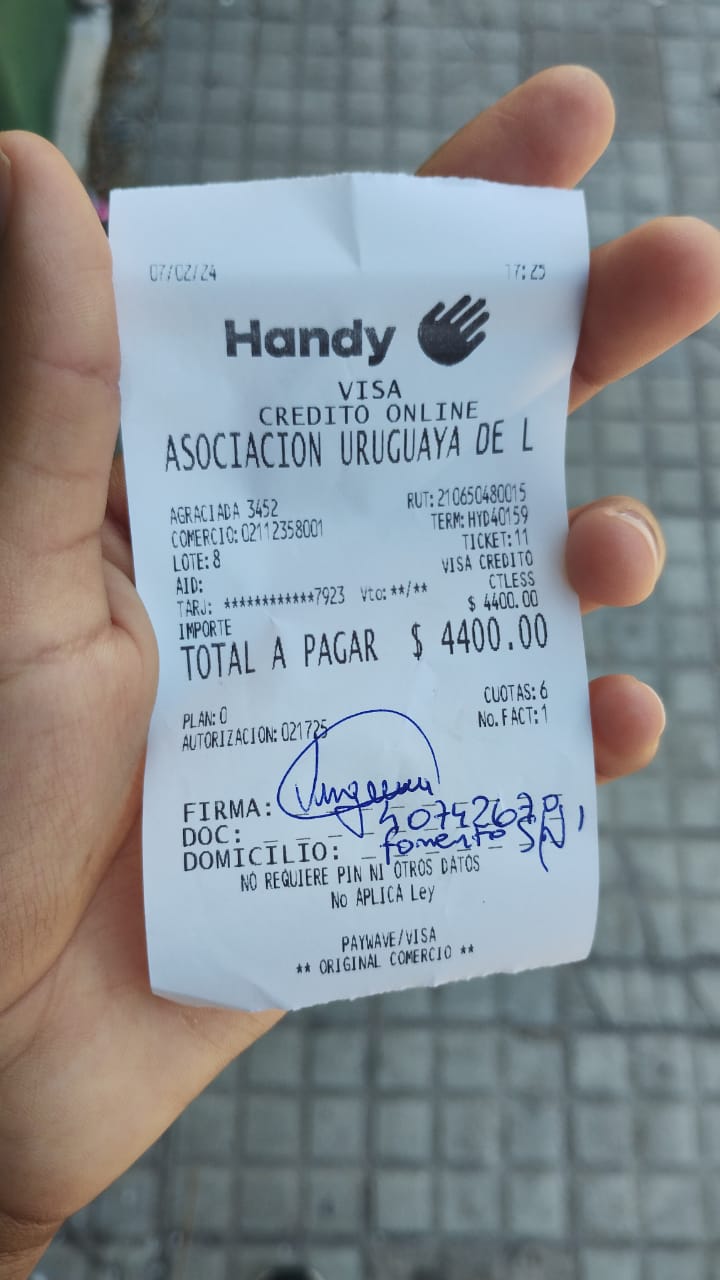 07/02/24 17:25
Handy
VISA
CREDITO ONLINE
ASOCIACION URUGUAYA DE L
AGRACIADA 3452 RUT: 210650480015
COMERCIO: 02112358001 TERM: HYD40159
LOTE: 8 TICKET: 11
AID: VISA CREDITO
TARJ: ************7923 Vto: **/** CTLESS
IMPORTE $ 4400.00
TOTAL A PAGAR $ 4400.00
PLAN: 0 CUOTAS: 6
AUTORIZACION: 021725 No. FACT: 1
FIRMA:
DOC:
DOMICILIO: fomento SN
NO REQUIERE PIN NI OTROS DATOS
No APLICA Ley
PAYWAVE/VISA
** ORIGINAL COMERCIO **